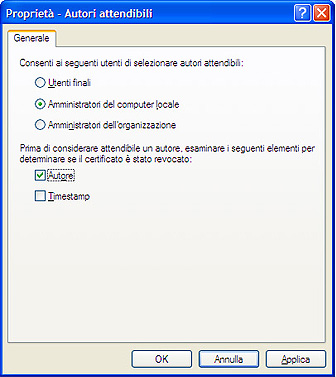 Proprietà - Autori attendibili
Generale
Consenti ai seguenti utenti di selezionare autori attendibili:
Utenti finali
Amministratori del computer locale
Amministratori dell'organizzazione
Prima di considerare attendibile un autore, esaminare i seguenti elementi per
determinare se il certificato è stato revocato:
Autore
Timestamp
OK
Annulla
Applica